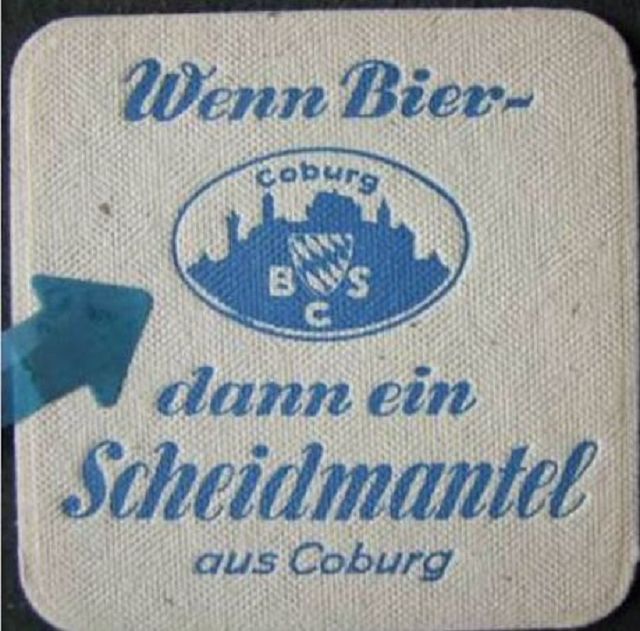 Wenn Bier-
Coburg
B S
C
dann ein
Scheidmantel
aus Coburg